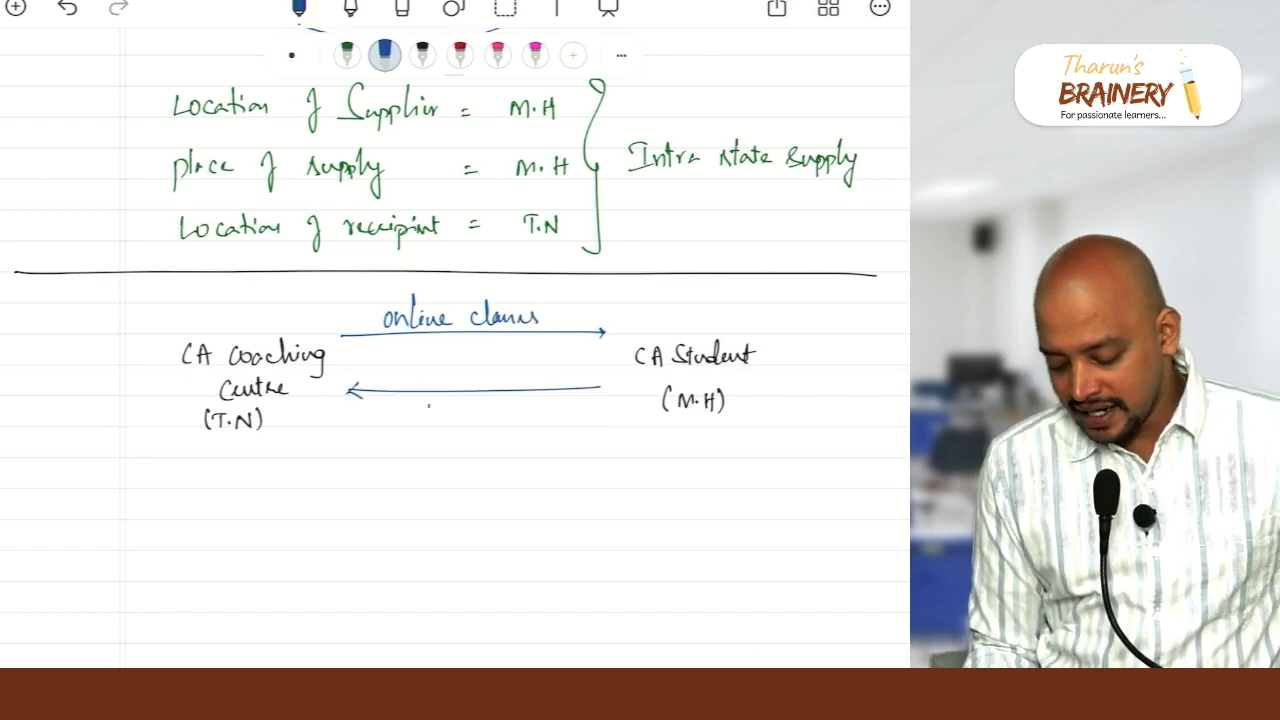 Location of Supplier = M.H
place of supply = M.H
Location of recipint = T.N
Intra state supply
online classes
CA Coaching
Centre
(T.N)
CA Student
(M.H)
Tharun's
BRAINERY
For passionate learners...